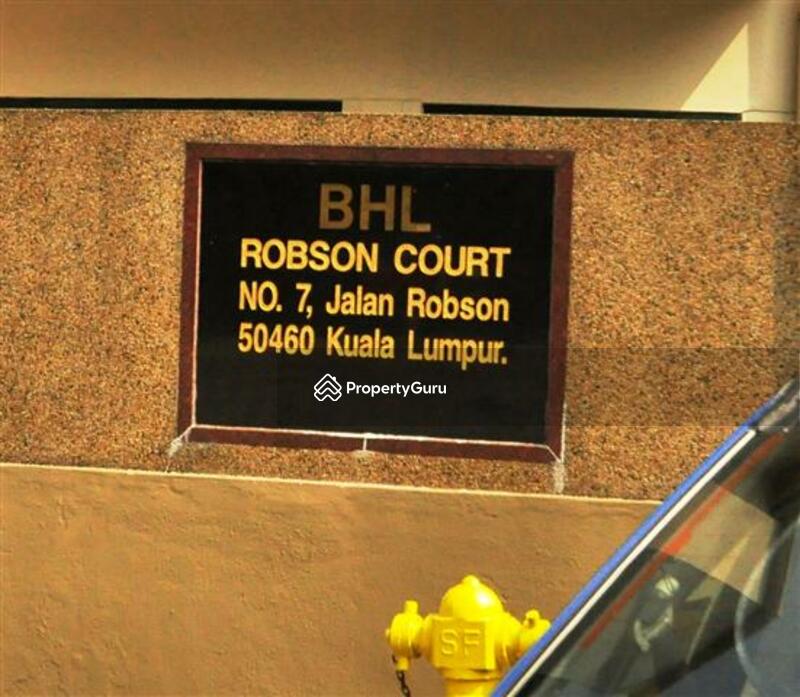 BHL
ROBSON COURT
NO. 7, Jalan Robson
50460 Kuala Lumpur.
PropertyGuru
SF